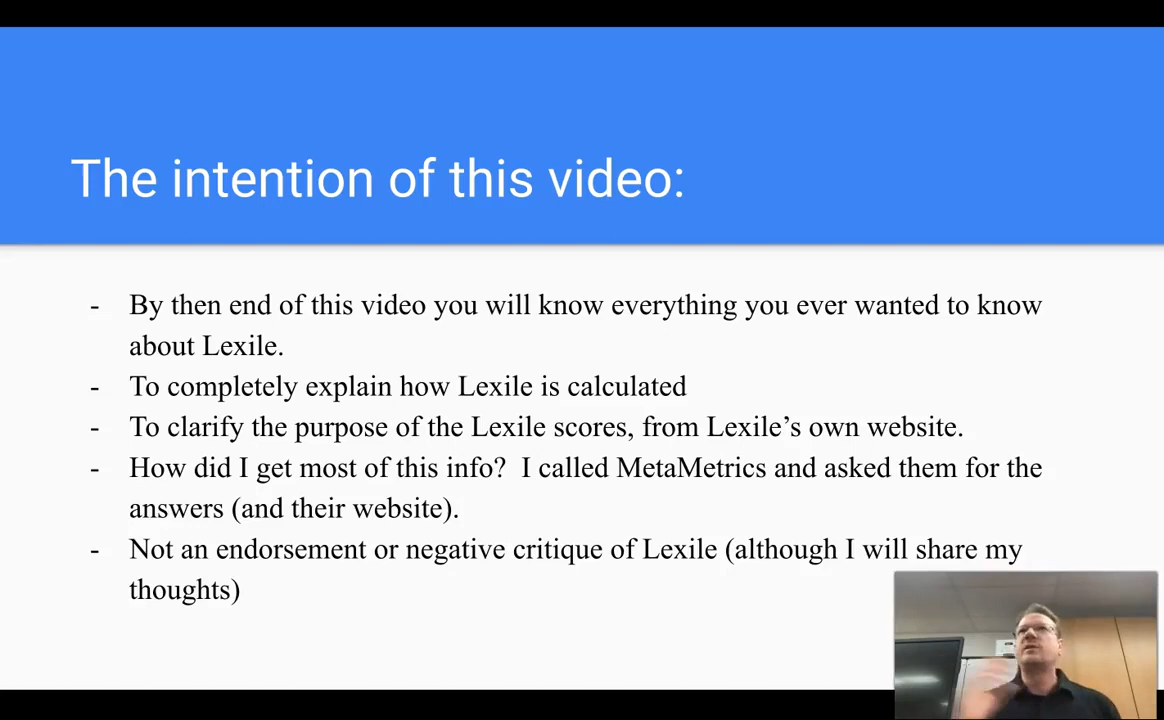 The intention of this video:
- By then end of this video you will know everything you ever wanted to know
about Lexile.
- To completely explain how Lexile is calculated
- To clarify the purpose of the Lexile scores, from Lexile’s own website.
- How did I get most of this info?  I called MetaMetrics and asked them for the
answers (and their website).
- Not an endorsement or negative critique of Lexile (although I will share my
thoughts)